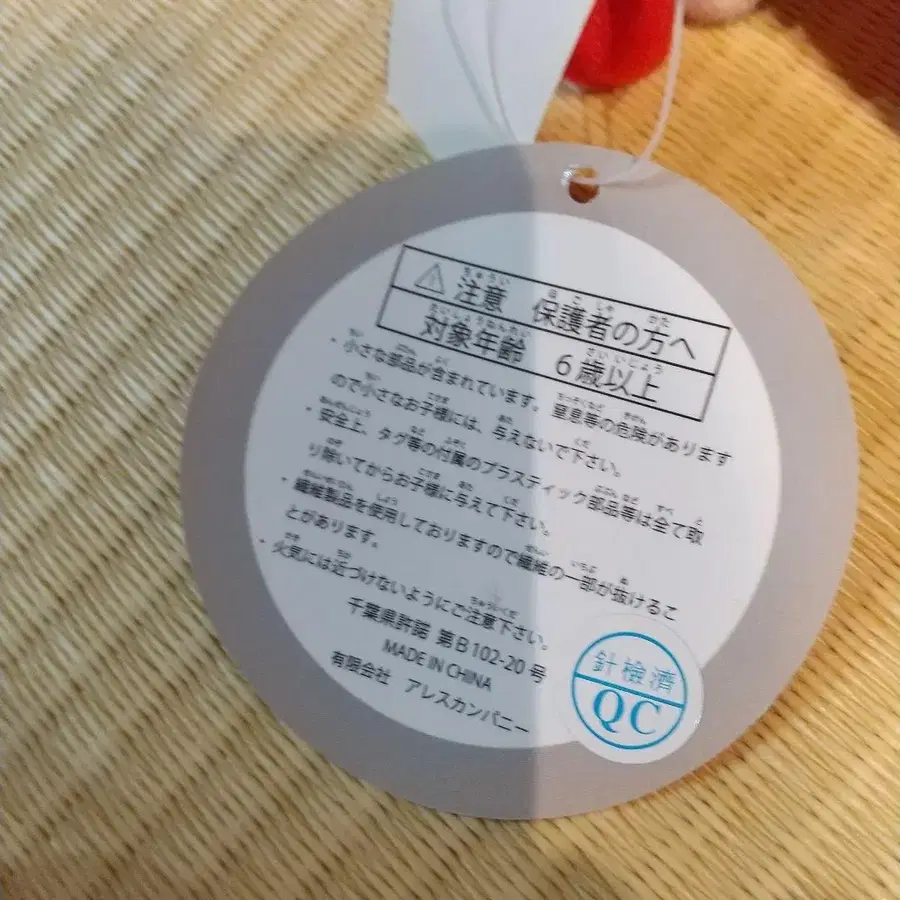 ⚠注意 保護者の方へ
対象年齢 6歳以上
・小さな部品が含まれています。窒息等の危険があります
ので小さなお子様には、与えないで下さい。
・安全上、タグ等の付属のプラスティック部品等は全て取
り除いてからお子様に与えて下さい。
・繊維製品を使用しておりますので繊維の一部が抜けるこ
とがあります。
・火気には近づけないようにご注意下さい。
千葉県許諾 第B102-20号
MADE IN CHINA
有限会社 アレスカンパニー
針検濟
QC